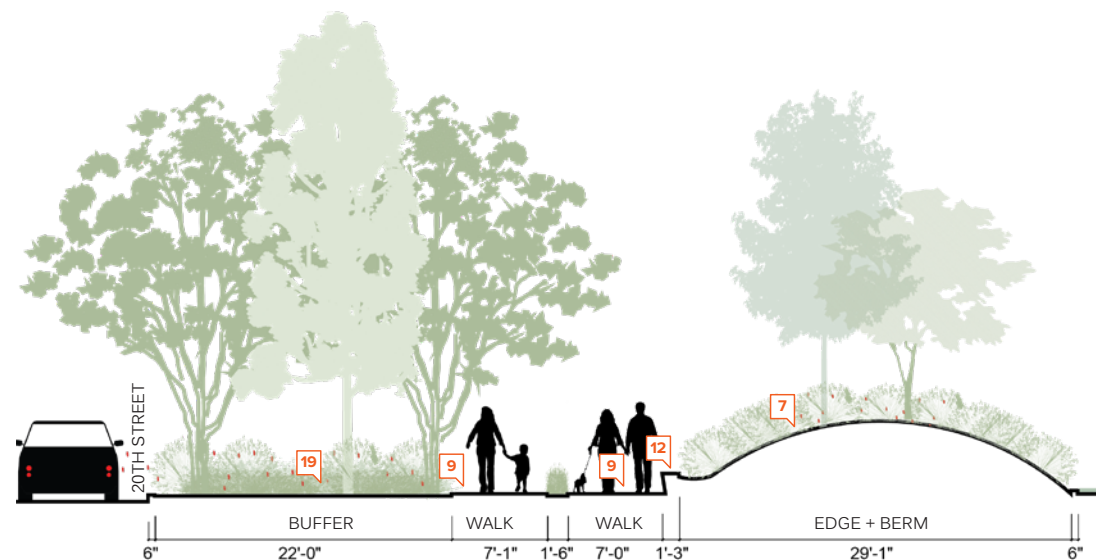 20TH STREET
19
9
9
12
7
BUFFER
WALK
WALK
EDGE + BERM
6"
22'-0"
7'-1"
1'-6"
7'-0"
1'-3"
29'-1"
6"